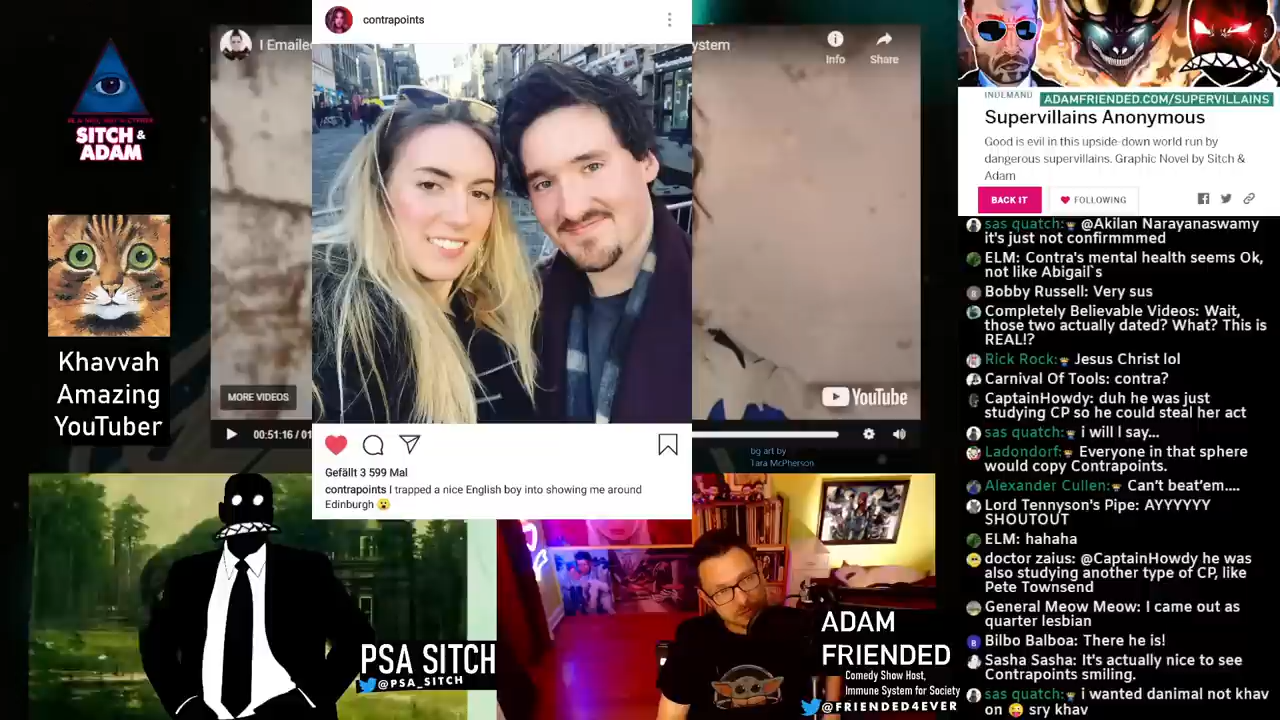 SITCH &
ADAM
Khavvah
Amazing
YouTuber
I Emaile
ystem
Info
Share
MORE VIDEOS
00:51:16 / 01
YouTube
bg art by
Tara McPherson
contrapoints
Gefällt 3 599 Mal
contrapoints I trapped a nice English boy into showing me around
Edinburgh 😮
PSA SITCH
@PSA_SITCH
ADAM
FRIENDED
Comedy Show Host,
Immune System for Society
@FRIENDED4EVER
INDEMAND
ADAMFRIENDED.COM/SUPERVILLAINS
Supervillains Anonymous
Good is evil in this upside-down world run by
dangerous supervillains. Graphic Novel by Sitch &
Adam
BACK IT
FOLLOWING
sas quatch: @Akilan Narayanaswamy
it's just not confirmmmed
ELM: Contra's mental health seems Ok,
not like Abigail`s
Bobby Russell: Very sus
Completely Believable Videos: Wait,
those two actually dated? What? This is
REAL!?
Rick Rock: Jesus Christ lol
Carnival Of Tools: contra?
CaptainHowdy: duh he was just
studying CP so he could steal her act
sas quatch: i will I say...
Ladondorf: Everyone in that sphere
would copy Contrapoints.
Alexander Cullen: Can't beat'em....
Lord Tennyson's Pipe: AYYYYYY
SHOUTOUT
ELM: hahaha
doctor zaius: @CaptainHowdy he was
also studying another type of CP, like
Pete Townsend
General Meow Meow: I came out as
quarter lesbian
Bilbo Balboa: There he is!
Sasha Sasha: It's actually nice to see
Contrapoints smiling.
sas quatch: i wanted danimal not khav
on 😜 sry khav